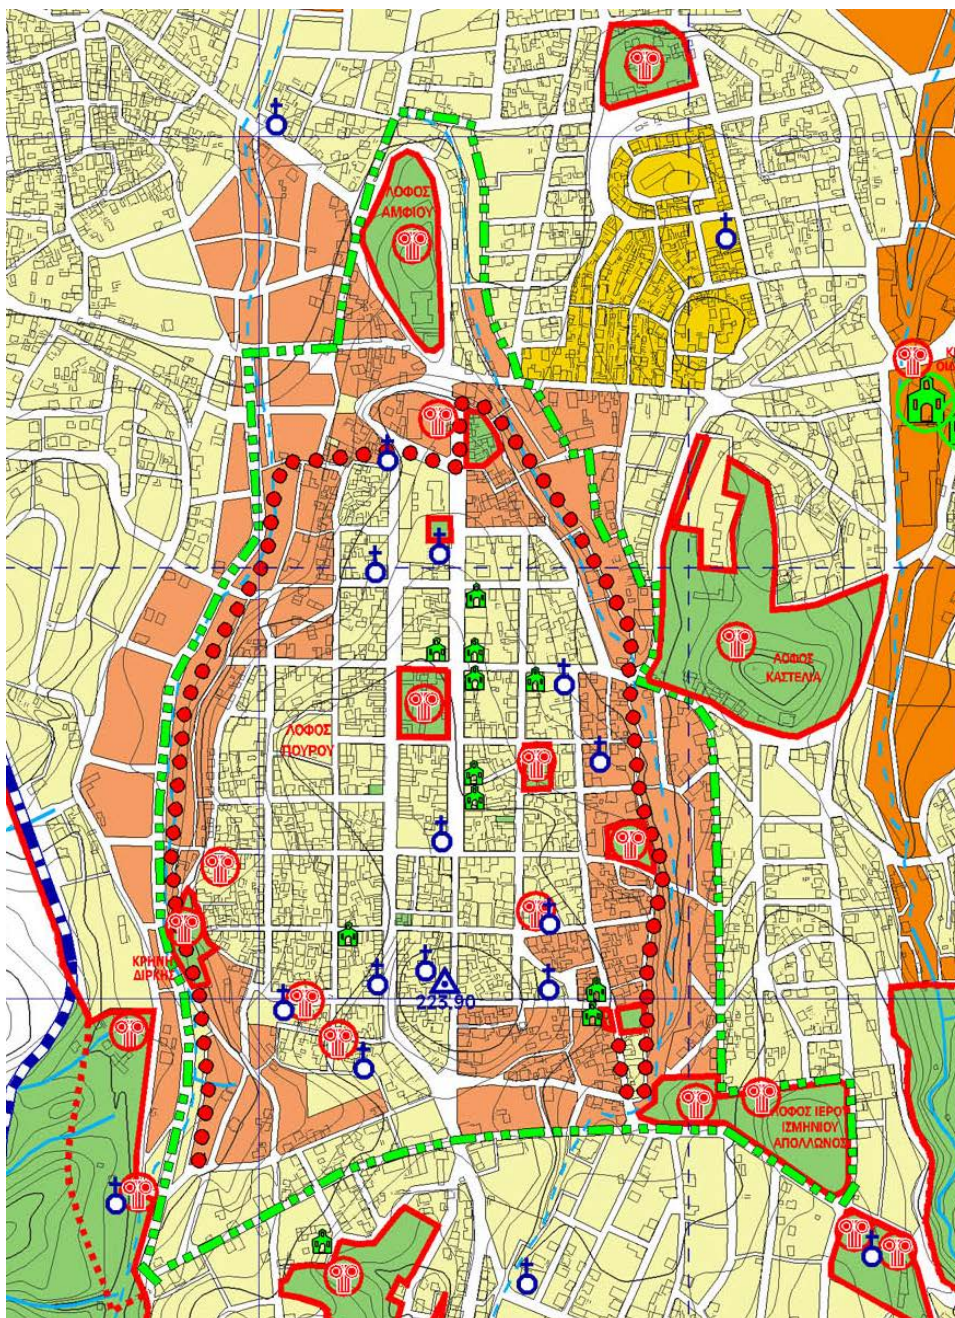 ΛΟΦΟΣ
ΑΜΦΙΟΥ
ΛΟΦΟΣ
ΚΑΣΤΕΛΙΑ
ΛΟΦΟΣ
ΠΟΥΡΟΥ
ΚΡΗΝΗ
ΔΙΡΚΗΣ
223.90
ΛΟΦΟΣ ΙΕΡΟΥ
ΙΣΜΗΝΙΟΥ
ΑΠΟΛΛΩΝΟΣ